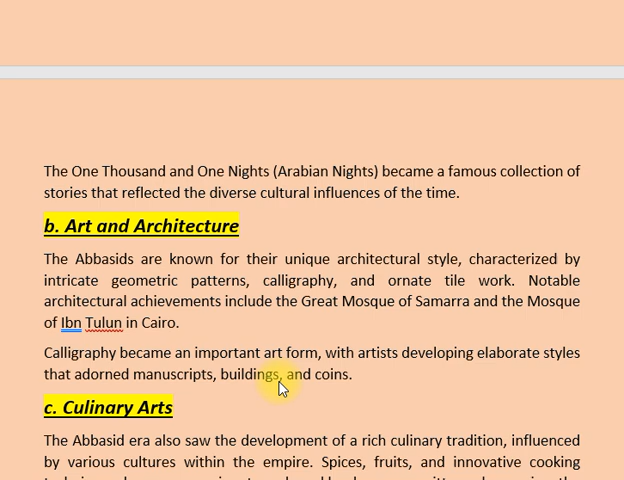 The One Thousand and One Nights (Arabian Nights) became a famous collection of
stories that reflected the diverse cultural influences of the time.
b. Art and Architecture
The Abbasids are known for their unique architectural style, characterized by
intricate geometric patterns, calligraphy, and ornate tile work. Notable
architectural achievements include the Great Mosque of Samarra and the Mosque
of Ibn Tulun in Cairo.
Calligraphy became an important art form, with artists developing elaborate styles
that adorned manuscripts, buildings, and coins.
c. Culinary Arts
The Abbasid era also saw the development of a rich culinary tradition, influenced
by various cultures within the empire. Spices, fruits, and innovative cooking